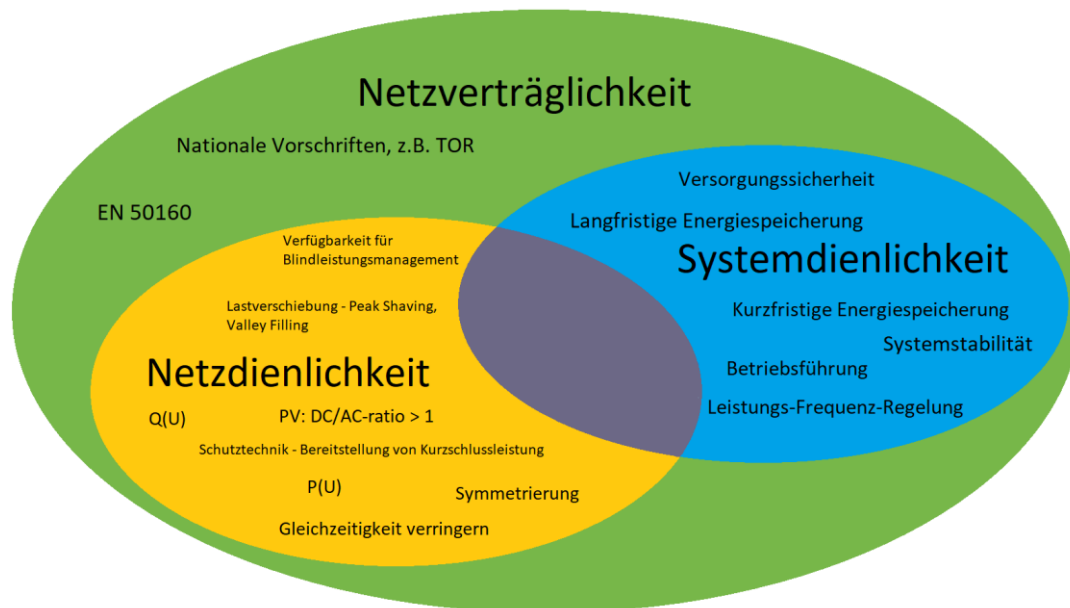 Netzverträglichkeit
Nationale Vorschriften, z.B. TOR
EN 50160
Versorgungssicherheit
Langfristige Energiespeicherung
Systemdienlichkeit
Kurzfristige Energiespeicherung
Systemstabilität
Betriebsführung
Leistungs-Frequenz-Regelung
Verfügbarkeit für
Blindleistungsmanagement
Lastverschiebung - Peak Shaving,
Valley Filling
Netzdienlichkeit
Q(U)
PV: DC/AC-ratio > 1
Schutztechnik - Bereitstellung von Kurzschlussleistung
P(U)
Symmetrierung
Gleichzeitigkeit verringern